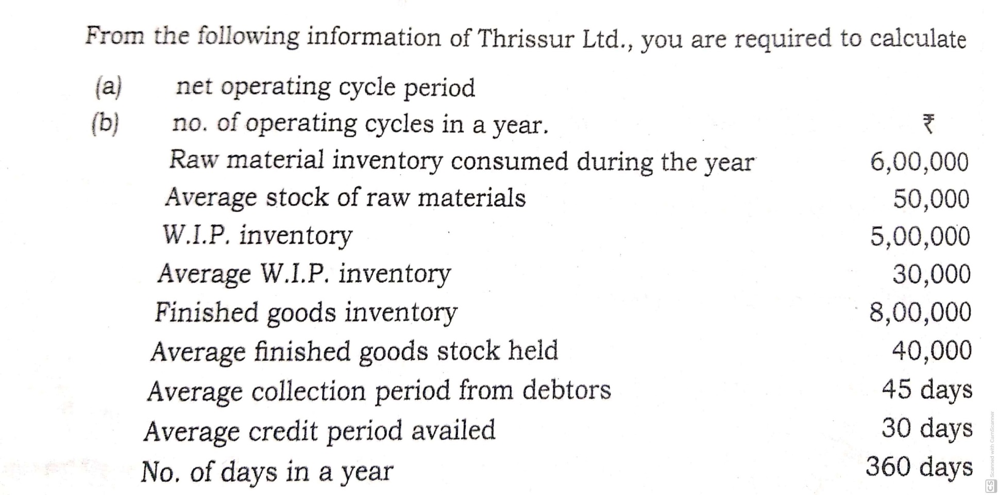 From the following information of Thrissur Ltd., you are required to calculate
(a) net operating cycle period
(b) no. of operating cycles in a year. ₹
Raw material inventory consumed during the year 6,00,000
Average stock of raw materials 50,000
W.I.P. inventory 5,00,000
Average W.I.P. inventory 30,000
Finished goods inventory 8,00,000
Average finished goods stock held 40,000
Average collection period from debtors 45 days
Average credit period availed 30 days
No. of days in a year 360 days
CS Scanned with CamScanner